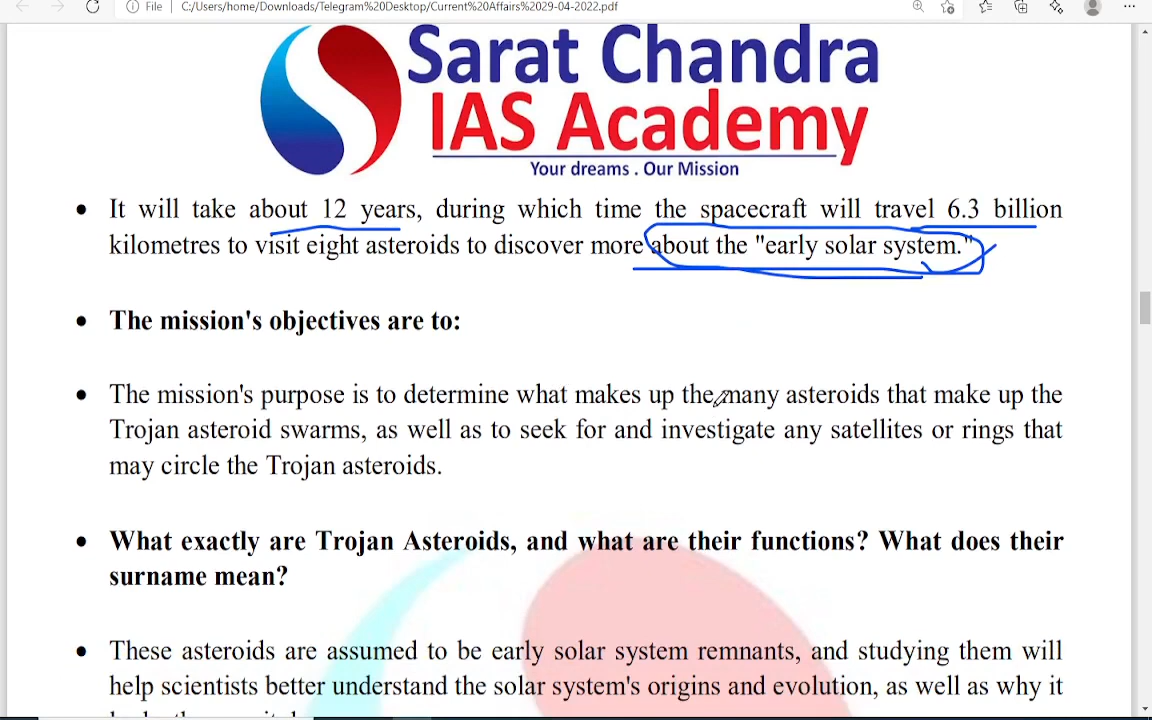 File | C:/Users/home/Downloads/Telegram%20Desktop/Current%20Affairs%2029-04-2022.pdf
Sarat Chandra
IAS Academy
Your dreams . Our Mission
• It will take about 12 years, during which time the spacecraft will travel 6.3 billion
kilometres to visit eight asteroids to discover more about the "early solar system."
• The mission's objectives are to:
• The mission's purpose is to determine what makes up the many asteroids that make up the
Trojan asteroid swarms, as well as to seek for and investigate any satellites or rings that
may circle the Trojan asteroids.
• What exactly are Trojan Asteroids, and what are their functions? What does their
surname mean?
• These asteroids are assumed to be early solar system remnants, and studying them will
help scientists better understand the solar system's origins and evolution, as well as why it